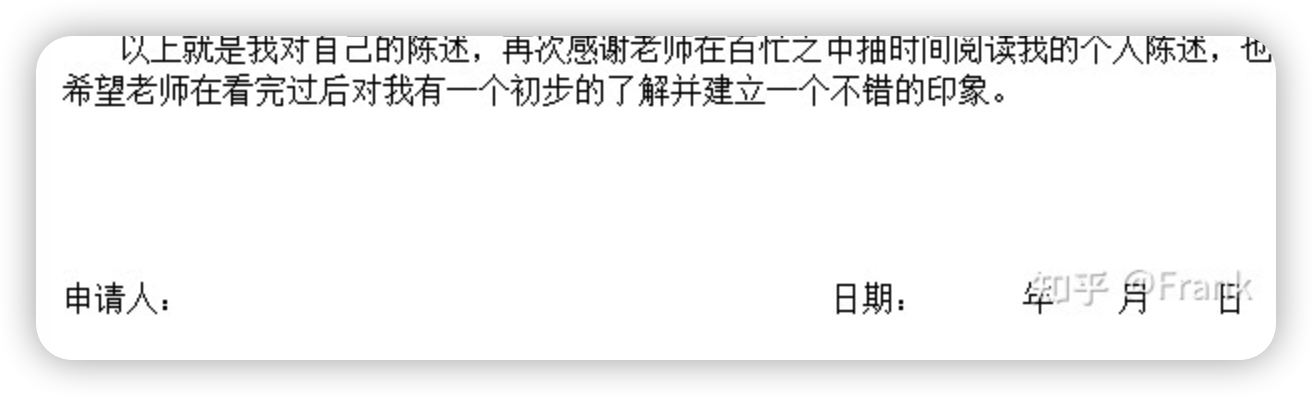 以上就是我对自己的陈述，再次感谢老师在百忙之中抽时间阅读我的个人陈述，也
希望老师在看完过后对我有一个初步的了解并建立一个不错的印象。
申请人： 日期： 年 月 日
知乎 @Frank